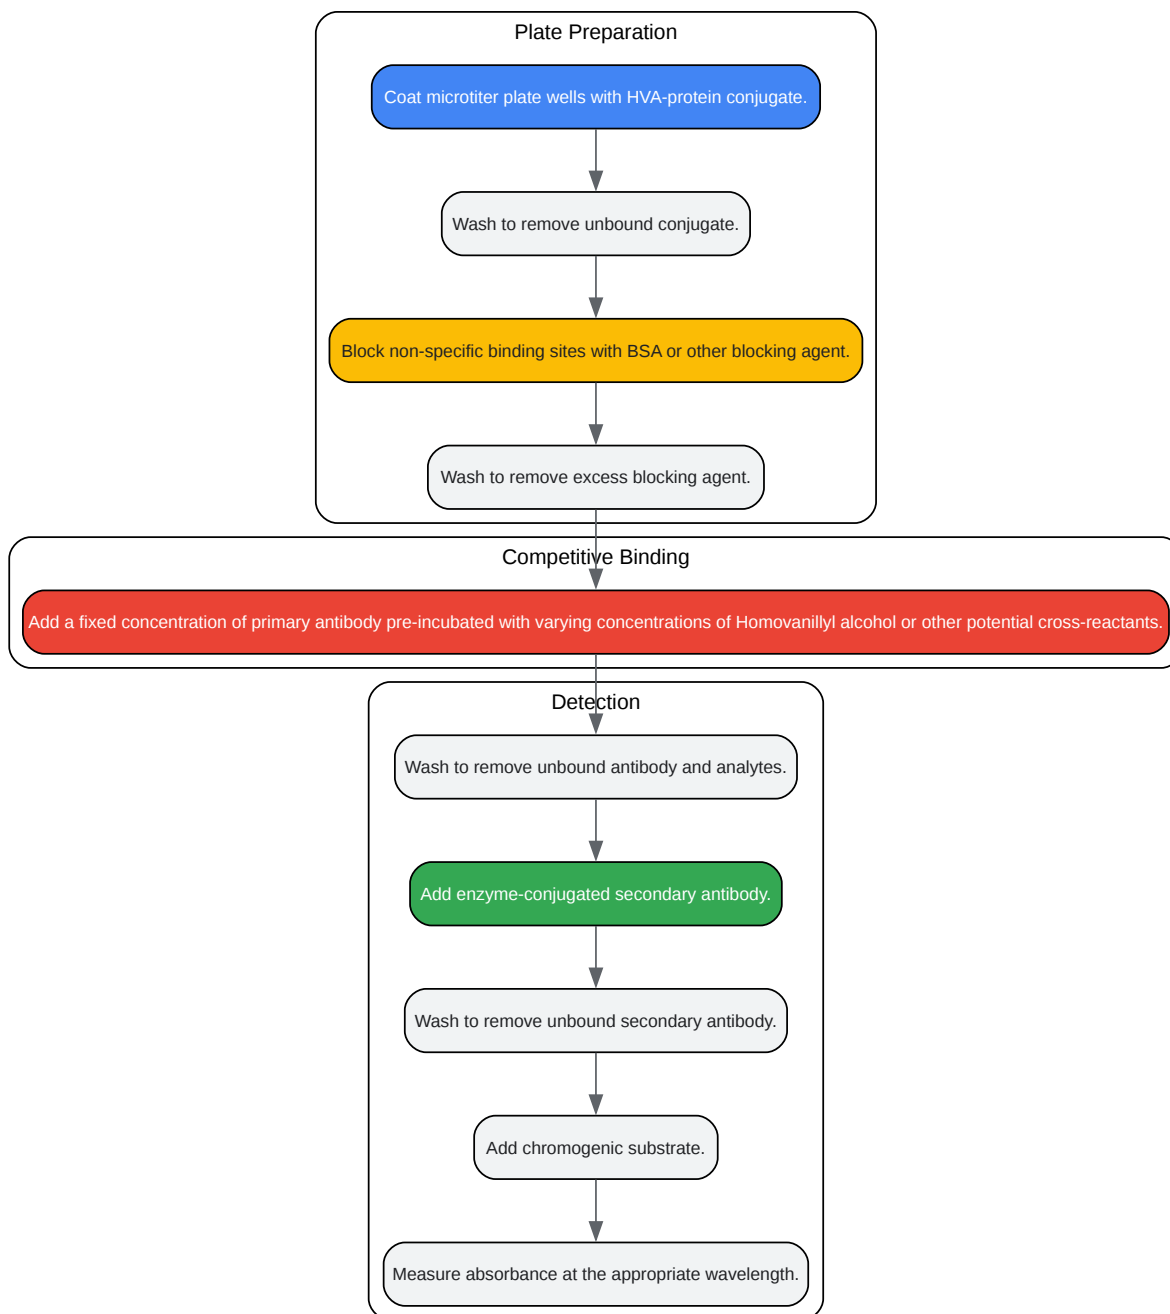 Plate Preparation
Coat microtiter plate wells with HVA-protein conjugate.
Wash to remove unbound conjugate.
Block non-specific binding sites with BSA or other blocking agent.
Wash to remove excess blocking agent.
Competitive Binding
Add a fixed concentration of primary antibody pre-incubated with varying concentrations of Homovanillyl alcohol or other potential cross-reactants.
Detection
Wash to remove unbound antibody and analytes.
Add enzyme-conjugated secondary antibody.
Wash to remove unbound secondary antibody.
Add chromogenic substrate.
Measure absorbance at the appropriate wavelength.